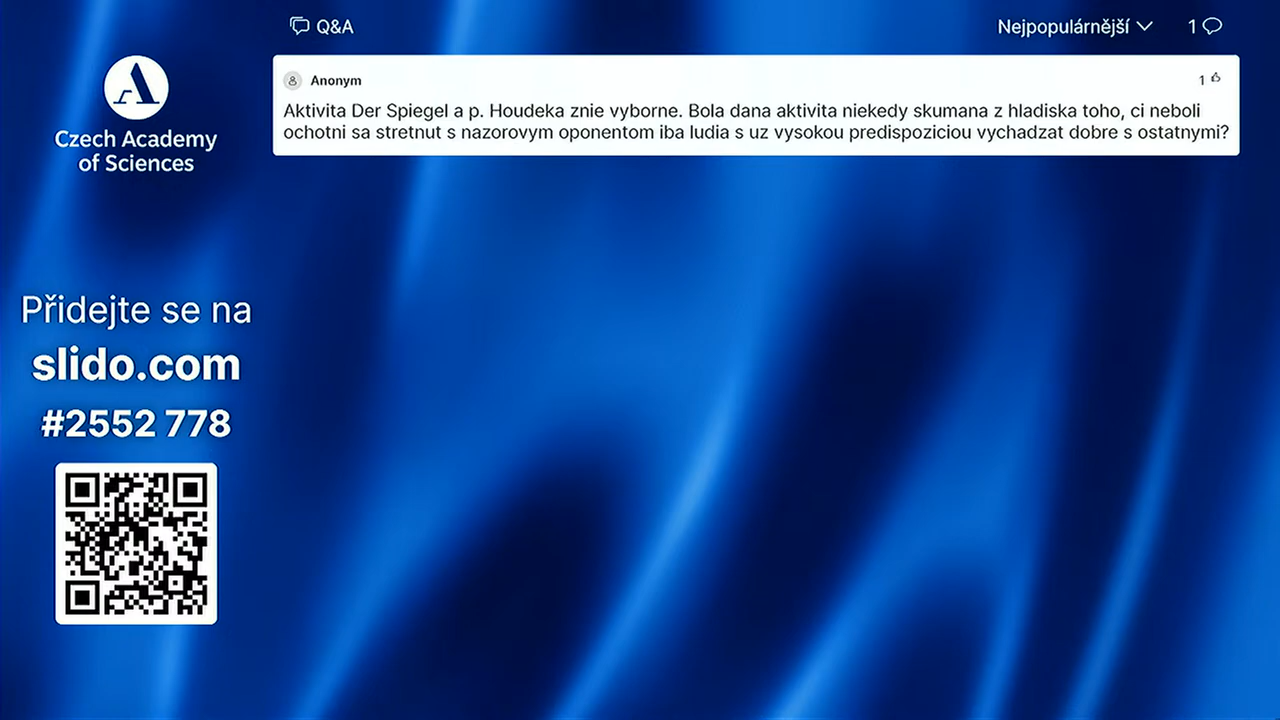 Q&A
Nejpopulárnější
1
Czech Academy
of Sciences
Anonym
1
Aktivita Der Spiegel a p. Houdeka znie vyborne. Bola dana aktivita niekedy skumana z hladiska toho, ci neboli
ochotni sa stretnut s nazorovym oponentom iba ludia s uz vysokou predispoziciou vychadzat dobre s ostatnymi?
Přidejte se na
slido.com
#2552 778